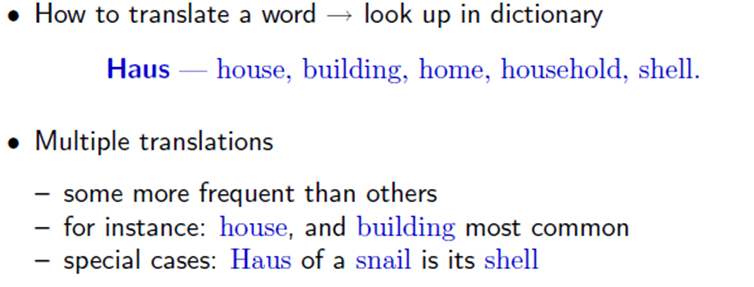 • How to translate a word → look up in dictionary
Haus — house, building, home, household, shell.
• Multiple translations
– some more frequent than others
– for instance: house, and building most common
– special cases: Haus of a snail is its shell